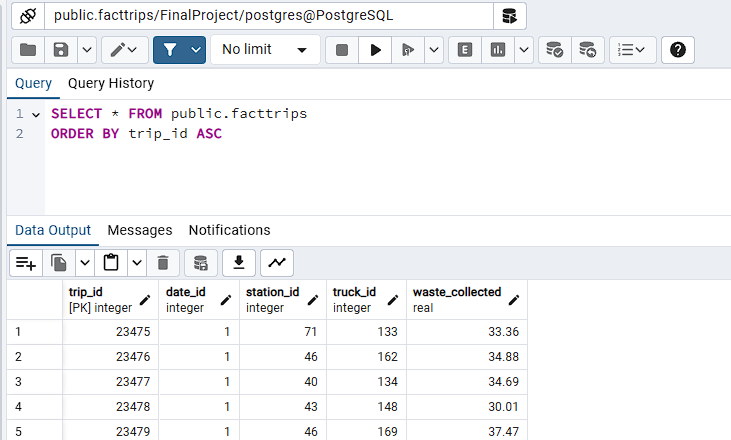 public.facttrips/FinalProject/postgres@PostgreSQL
No limit
E
?
Query Query History
1 SELECT * FROM public.facttrips
2 ORDER BY trip_id ASC
Data Output Messages Notifications
trip_id date_id station_id truck_id waste_collected
[PK] integer integer integer integer real
1 23475 1 71 133 33.36
2 23476 1 46 162 34.88
3 23477 1 40 134 34.69
4 23478 1 43 148 30.01
5 23479 1 46 169 37.47